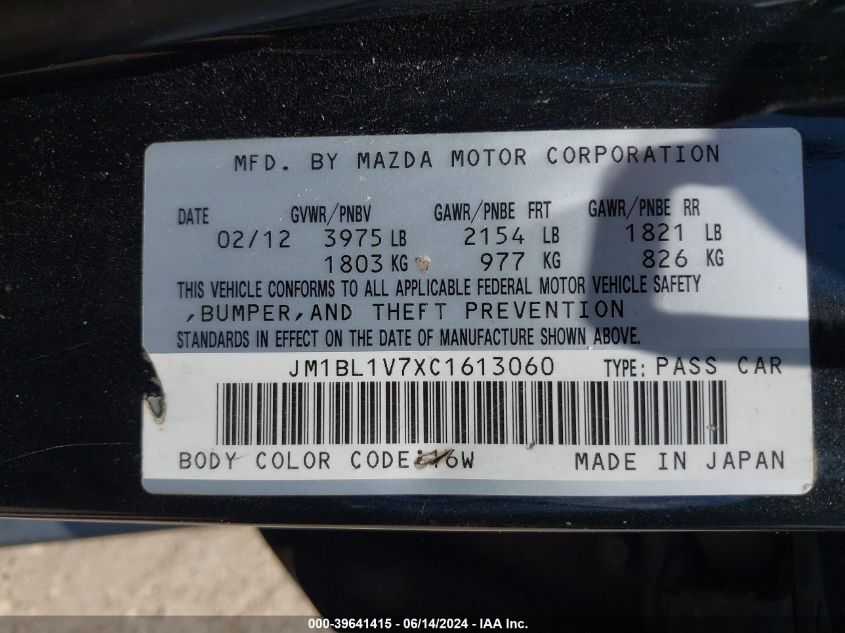 MFD. BY MAZDA MOTOR CORPORATION
DATE GVWR/PNBV GAWR/PNBE FRT GAWR/PNBE RR
02/12 3975 LB 2154 LB 1821 LB
1803 KG 977 KG 826 KG
THIS VEHICLE CONFORMS TO ALL APPLICABLE FEDERAL MOTOR VEHICLE SAFETY
,BUMPER,AND THEFT PREVENTION
STANDARDS IN EFFECT ON THE DATE OF MANUFACTURE SHOWN ABOVE.
JM1BL1V7XC1613060 TYPE: PASS CAR
BODY COLOR CODE: 16W MADE IN JAPAN
000-39641415 - 06/14/2024 - IAA Inc.